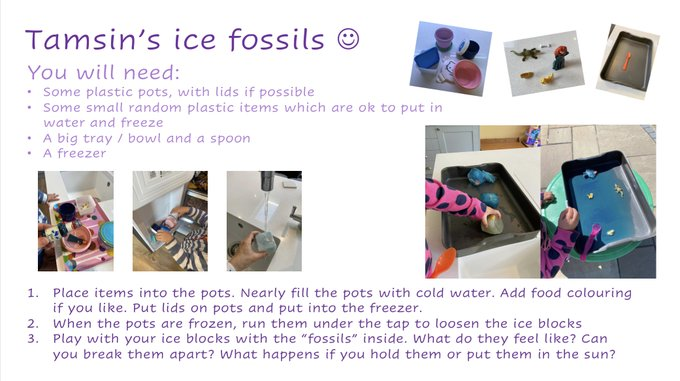 Tamsin's ice fossils ☺
You will need:
• Some plastic pots, with lids if possible
• Some small random plastic items which are ok to put in
water and freeze
• A big tray / bowl and a spoon
• A freezer
1. Place items into the pots. Nearly fill the pots with cold water. Add food colouring
if you like. Put lids on pots and put into the freezer.
2. When the pots are frozen, run them under the tap to loosen the ice blocks
3. Play with your ice blocks with the “fossils” inside. What do they feel like? Can
you break them apart? What happens if you hold them or put them in the sun?